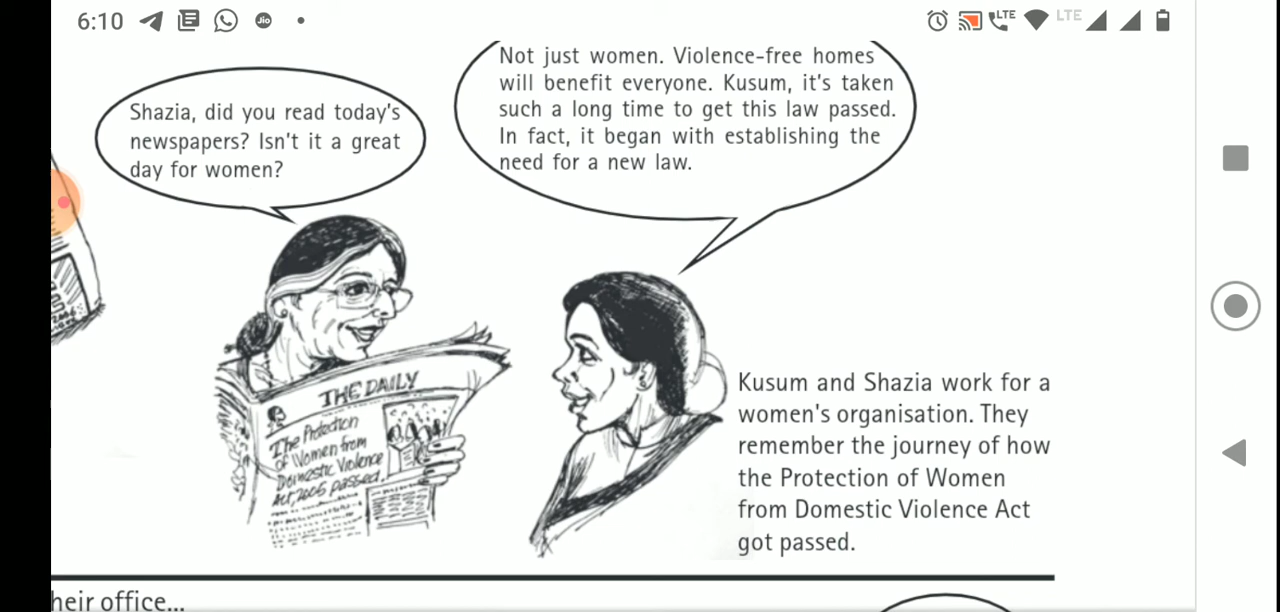 6:10
Jio
LTE
LTE
Shazia, did you read today's
newspapers? Isn't it a great
day for women?
Not just women. Violence-free homes
will benefit everyone. Kusum, it's taken
such a long time to get this law passed.
In fact, it began with establishing the
need for a new law.
THE DAILY
The Protection
of Women from
Domestic Violence
Act, 2005 passed.
Kusum and Shazia work for a
women's organisation. They
remember the journey of how
the Protection of Women
from Domestic Violence Act
got passed.
heir office...